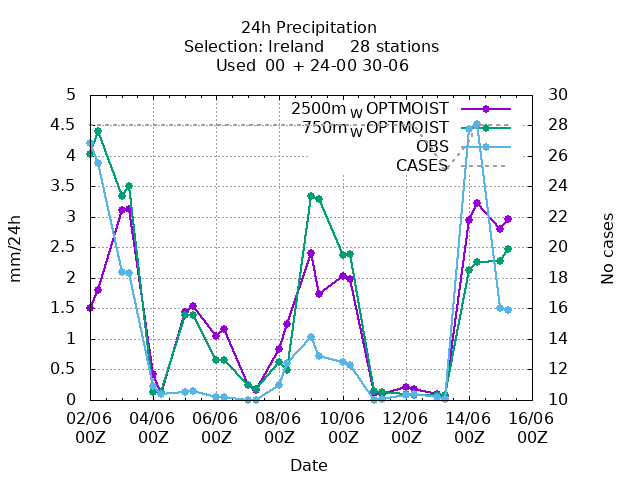 24h Precipitation
Selection: Ireland 28 stations
Used 00 + 24-00 30-06
2500m_W OPTMOIST
750m_W OPTMOIST
OBS
CASES
mm/24h
5
4.5
4
3.5
3
2.5
2
1.5
1
0.5
0
30
28
26
24
22
20
18
16
14
12
10
No cases
02/06 04/06 06/06 08/06 10/06 12/06 14/06 16/06
00Z 00Z 00Z 00Z 00Z 00Z 00Z 00Z
Date